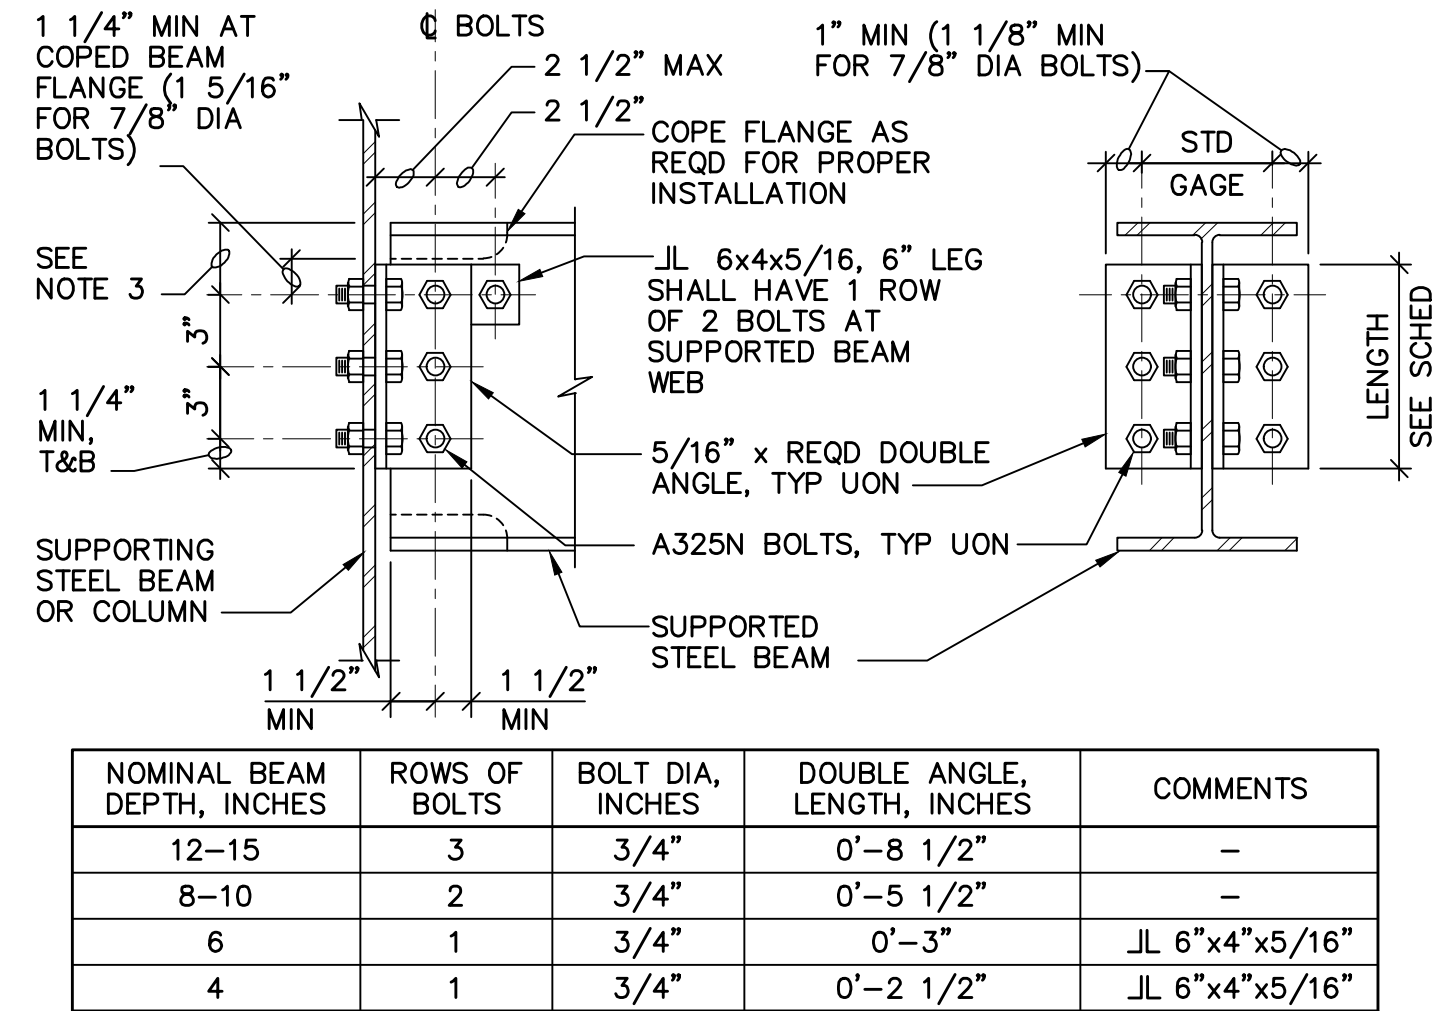 1 1/4” MIN AT
COPED BEAM
FLANGE (1 5/16”
FOR 7/8” DIA
BOLTS)
℄ BOLTS
2 1/2” MAX
2 1/2”
COPE FLANGE AS
REQD FOR PROPER
INSTALLATION
1” MIN (1 1/8” MIN
FOR 7/8” DIA BOLTS)
STD
GAGE
SEE
NOTE 3
3”
3”
1 1/4”
MIN,
T&B
⅃L 6x4x5/16, 6” LEG
SHALL HAVE 1 ROW
OF 2 BOLTS AT
SUPPORTED BEAM
WEB
LENGTH
SEE SCHED
5/16” x REQD DOUBLE
ANGLE, TYP UON
A325N BOLTS, TYP UON
SUPPORTING
STEEL BEAM
OR COLUMN
SUPPORTED
STEEL BEAM
1 1/2”
MIN
1 1/2”
MIN
NOMINAL BEAM
DEPTH, INCHES
ROWS OF
BOLTS
BOLT DIA,
INCHES
DOUBLE ANGLE,
LENGTH, INCHES
COMMENTS
12–15 3 3/4” 0’–8 1/2” –
8–10 2 3/4” 0’–5 1/2” –
6 1 3/4” 0’–3” ⅃L 6”x4”x5/16”
4 1 3/4” 0’–2 1/2” ⅃L 6”x4”x5/16”